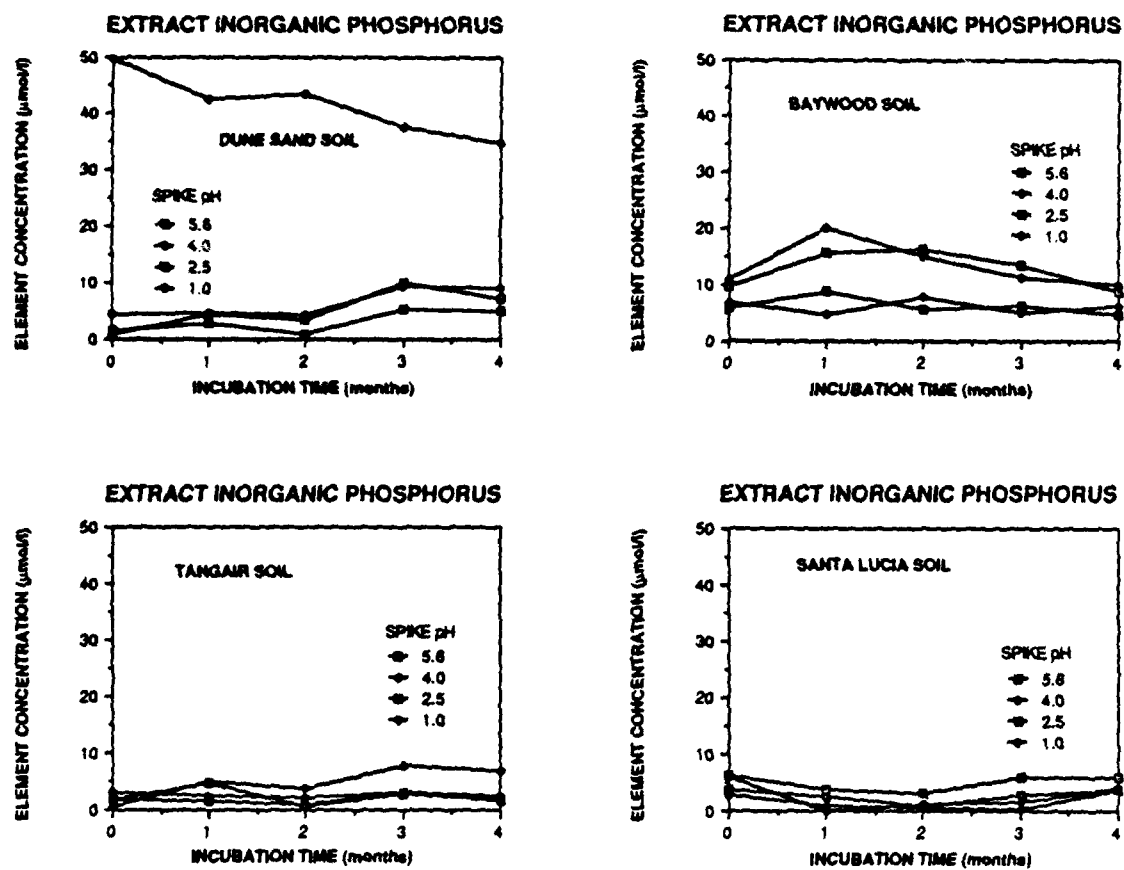 EXTRACT INORGANIC PHOSPHORUS
ELEMENT CONCENTRATION (µmol/l)
50
40
30
20
10
0
DUNE SAND SOIL
SPIKE pH
5.6
4.0
2.5
1.0
0 1 2 3 4
INCUBATION TIME (months)
EXTRACT INORGANIC PHOSPHORUS
ELEMENT CONCENTRATION (µmol/l)
50
40
30
20
10
0
BAYWOOD SOIL
SPIKE pH
5.6
4.0
2.5
1.0
0 1 2 3 4
INCUBATION TIME (months)
EXTRACT INORGANIC PHOSPHORUS
ELEMENT CONCENTRATION (µmol/l)
50
40
30
20
10
0
TANGAIR SOIL
SPIKE pH
5.6
4.0
2.5
1.0
0 1 2 3 4
INCUBATION TIME (months)
EXTRACT INORGANIC PHOSPHORUS
ELEMENT CONCENTRATION (µmol/l)
50
40
30
20
10
0
SANTA LUCIA SOIL
SPIKE pH
5.6
4.0
2.5
1.0
0 1 2 3 4
INCUBATION TIME (months)